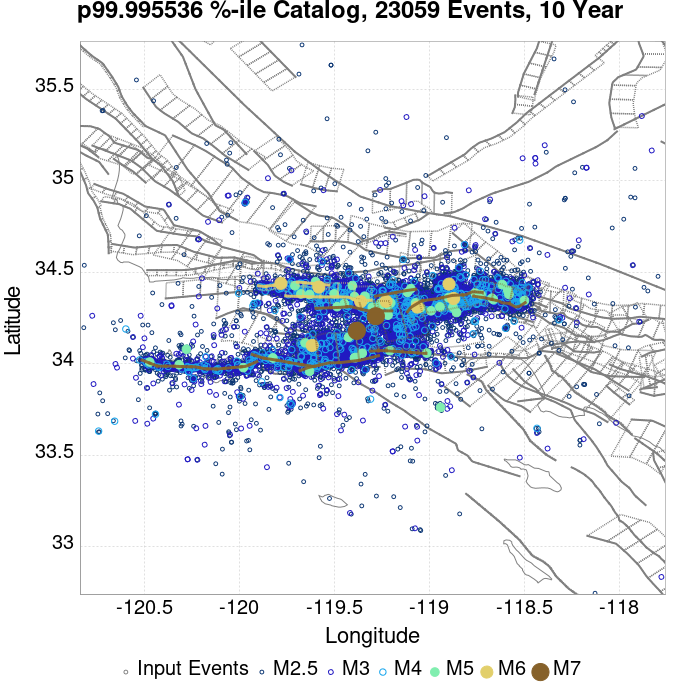 p99.995536 %-ile Catalog, 23059 Events, 10 Year
35.5
35
34.5
34
33.5
33
Latitude
-120.5 -120 -119.5 -119 -118.5 -118
Longitude
Input Events M2.5 M3 M4 M5 M6 M7